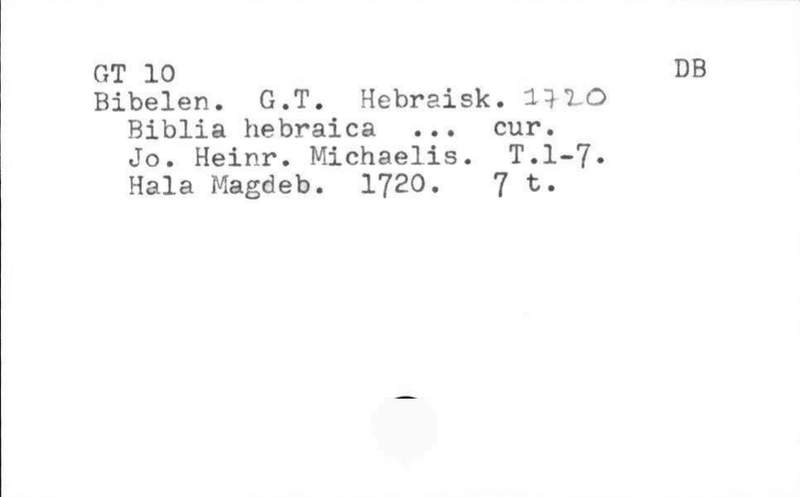 GT 10 DB
Bibelen. G.T. Hebraisk. 1720
Biblia hebraica ... cur.
Jo. Heinr. Michaelis. T.1-7.
Hala Magdeb. 1720. 7 t.